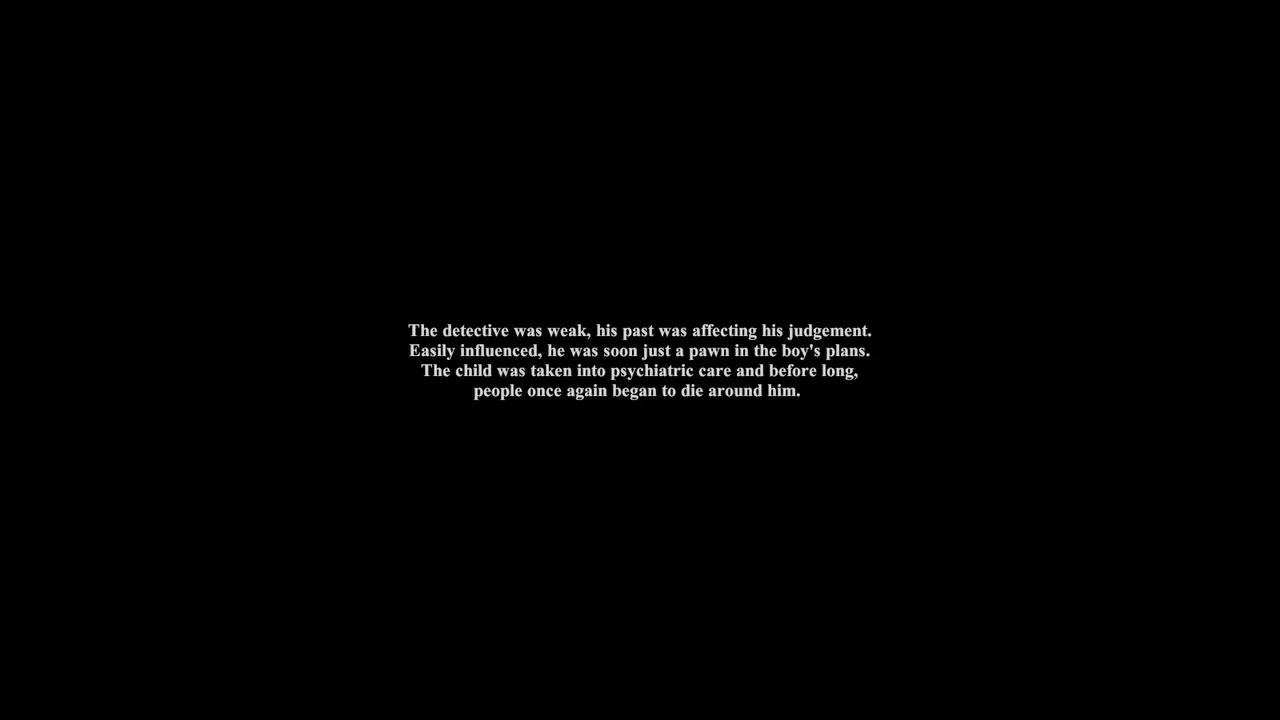 The detective was weak, his past was affecting his judgement.
Easily influenced, he was soon just a pawn in the boy's plans.
The child was taken into psychiatric care and before long,
people once again began to die around him.